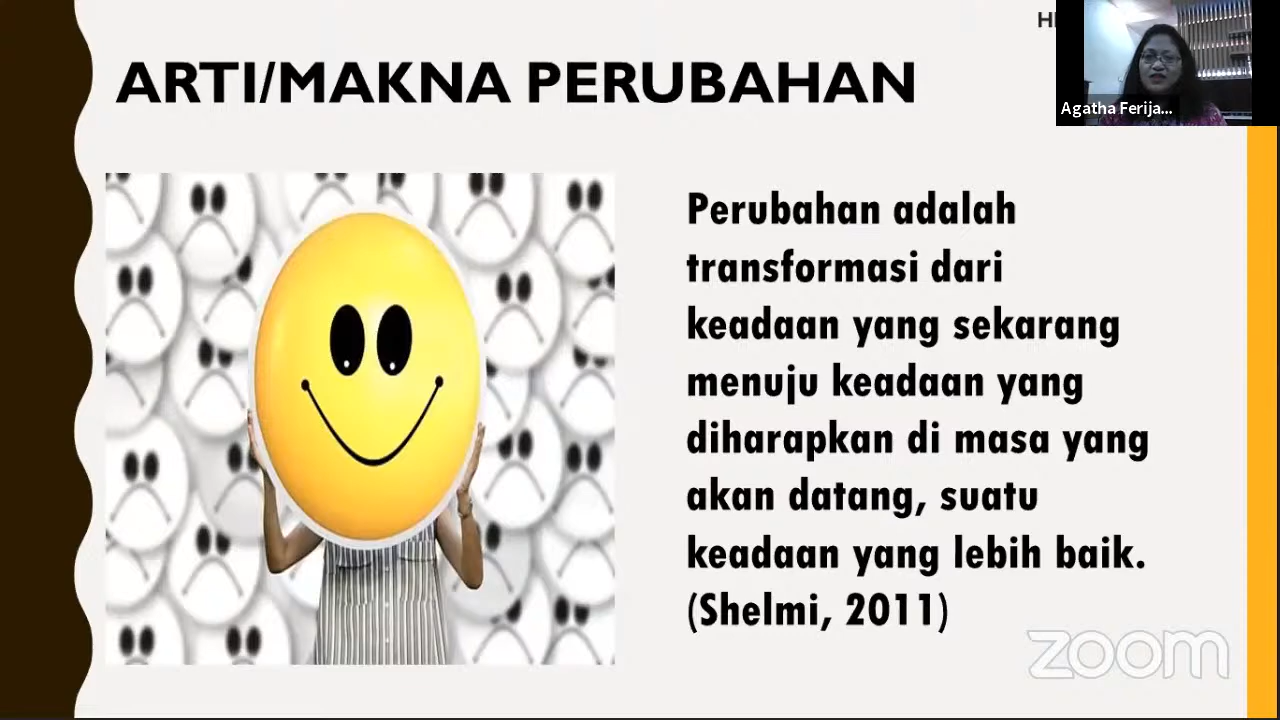 ARTI/MAKNA PERUBAHAN
Agatha Ferija...
Perubahan adalah
transformasi dari
keadaan yang sekarang
menuju keadaan yang
diharapkan di masa yang
akan datang, suatu
keadaan yang lebih baik.
(Shelmi, 2011)
zoom